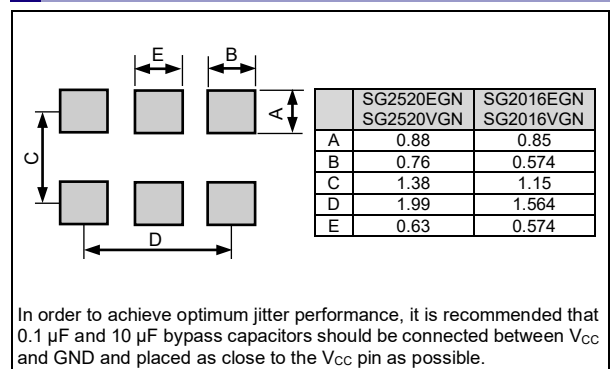 E
B
A
C
D
SG2520EGN SG2016EGN
SG2520VGN SG2016VGN
A 0.88 0.85
B 0.76 0.574
C 1.38 1.15
D 1.99 1.564
E 0.63 0.574
In order to achieve optimum jitter performance, it is recommended that
0.1 µF and 10 µF bypass capacitors should be connected between VCC
and GND and placed as close to the VCC pin as possible.